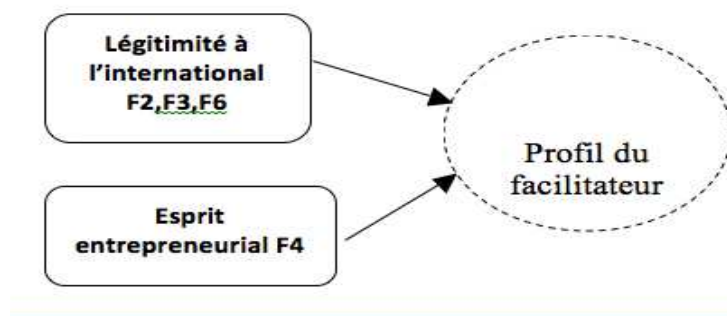 Légitimité à
l'international
F2,F3,F6
Esprit
entrepreneurial F4
Profil du
facilitateur